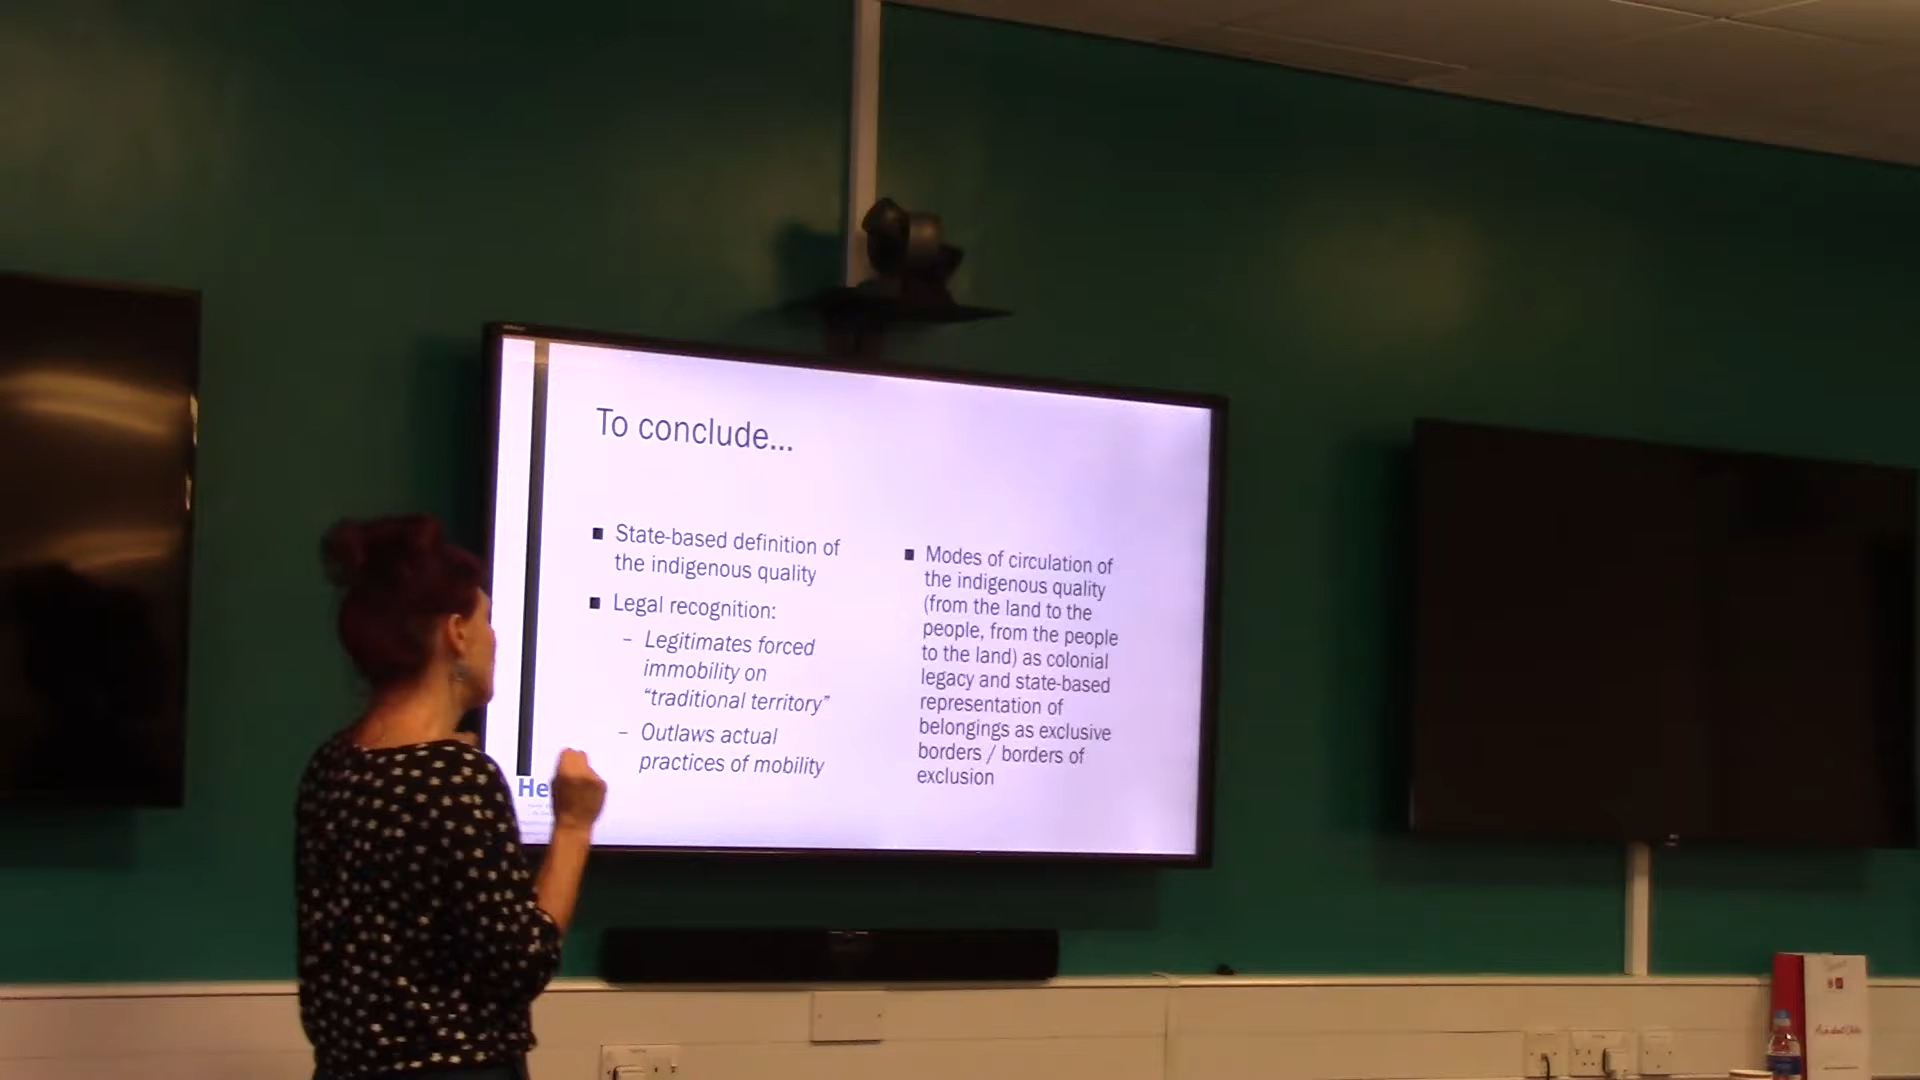 To conclude...
■ State-based definition of
the indigenous quality
■ Legal recognition:
– Legitimates forced
immobility on
“traditional territory”
– Outlaws actual
practices of mobility
■ Modes of circulation of
the indigenous quality
(from the land to the
people, from the people
to the land) as colonial
legacy and state-based
representation of
belongings as exclusive
borders / borders of
exclusion